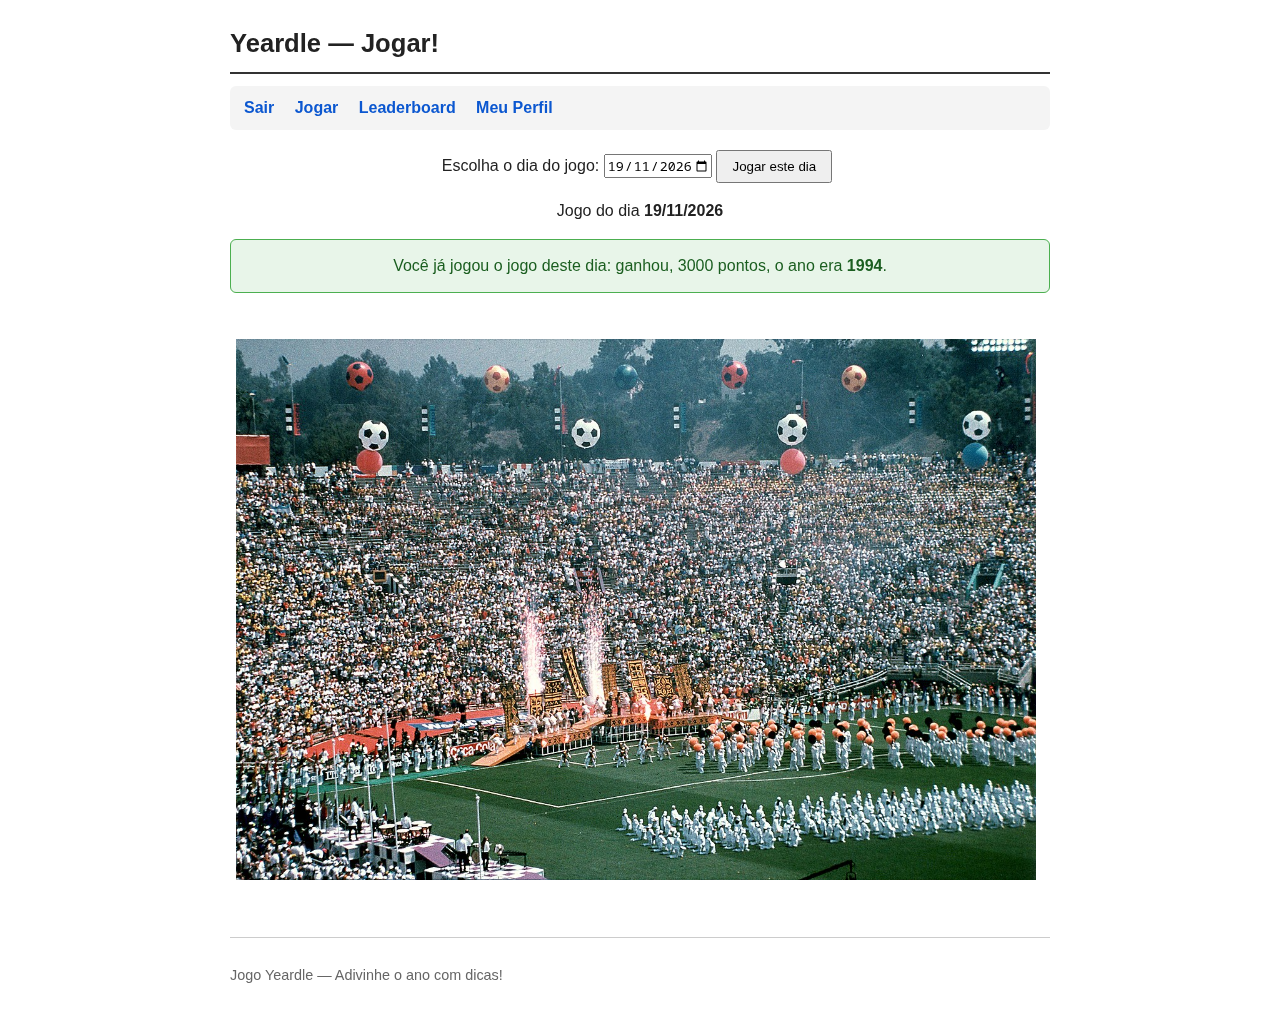 Yeardle — Jogar!
Sair Jogar Leaderboard Meu Perfil
Escolha o dia do jogo: 19/11/2026 Jogar este dia
Jogo do dia 19/11/2026
Você já jogou o jogo deste dia: ganhou, 3000 pontos, o ano era 1994.
Coca-Cola
Jogo Yeardle — Adivinhe o ano com dicas!